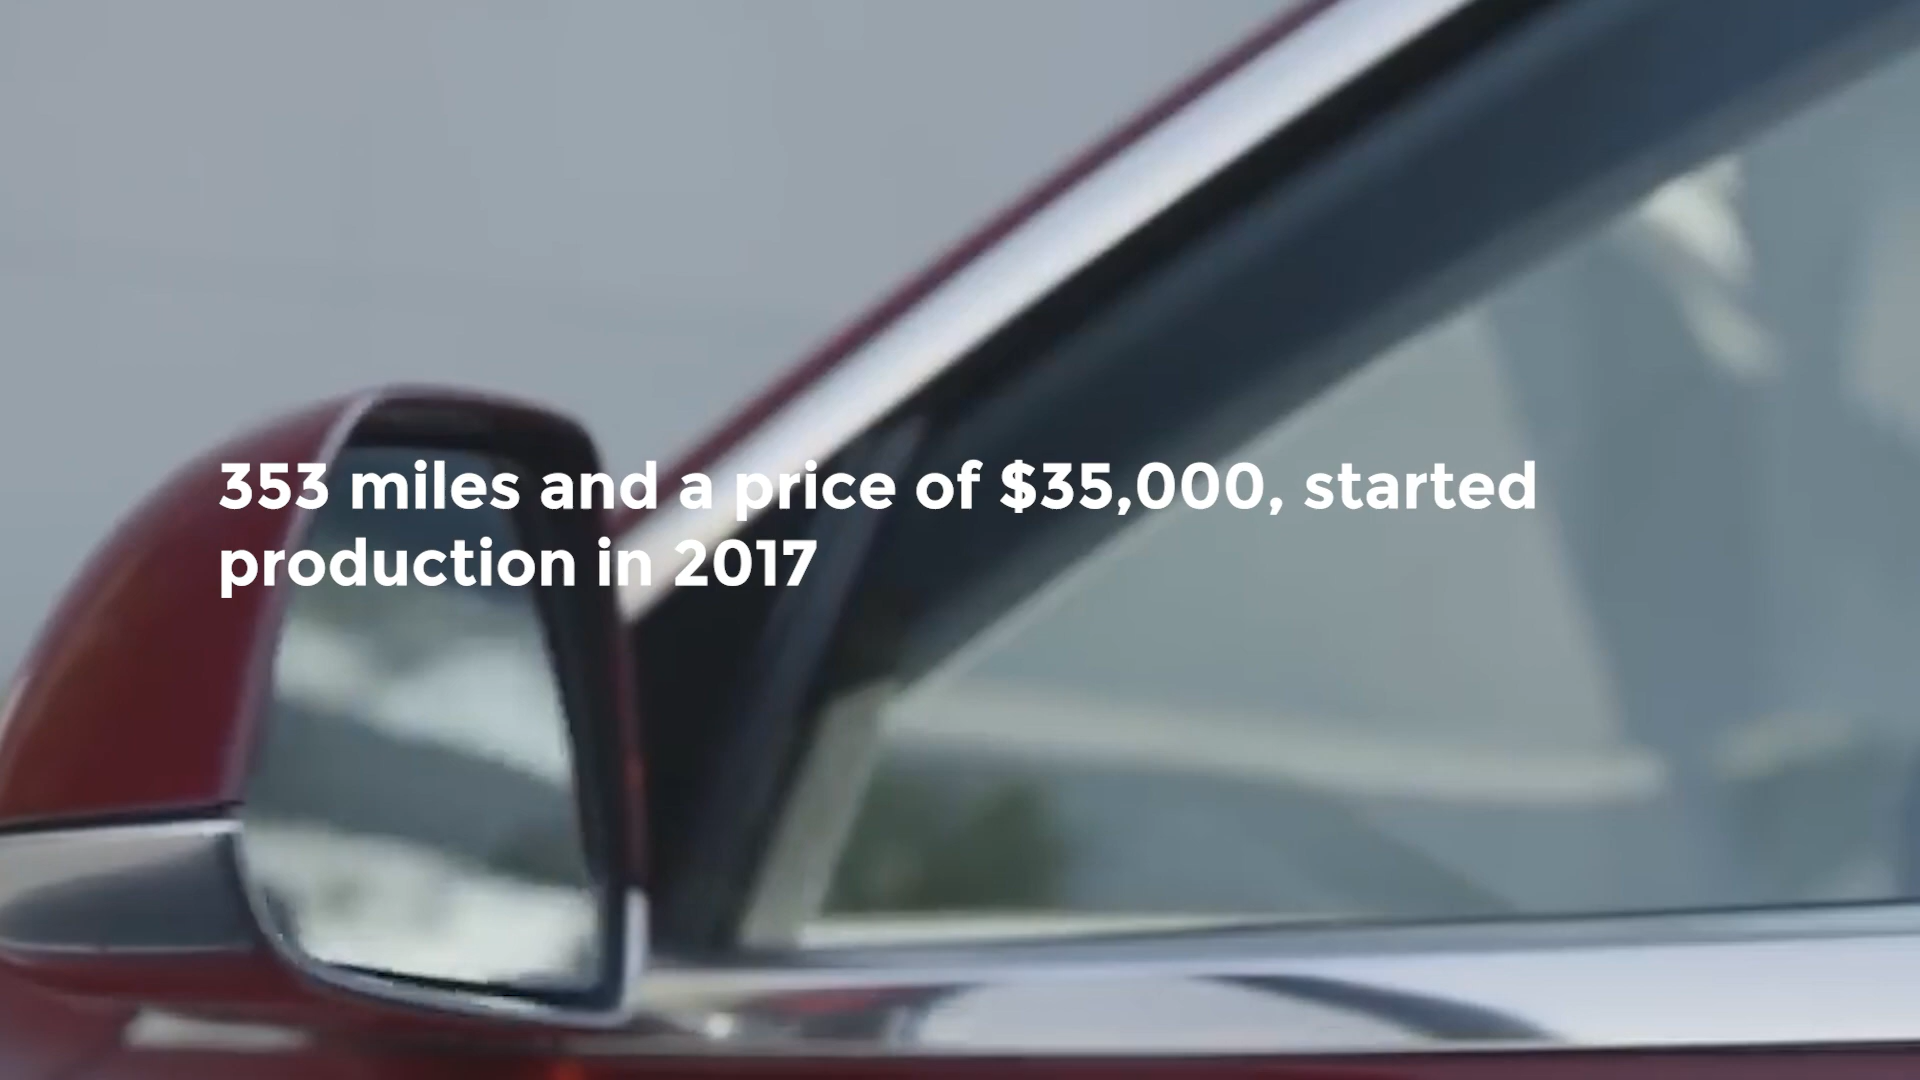 353 miles and a price of $35,000, started
production in 2017